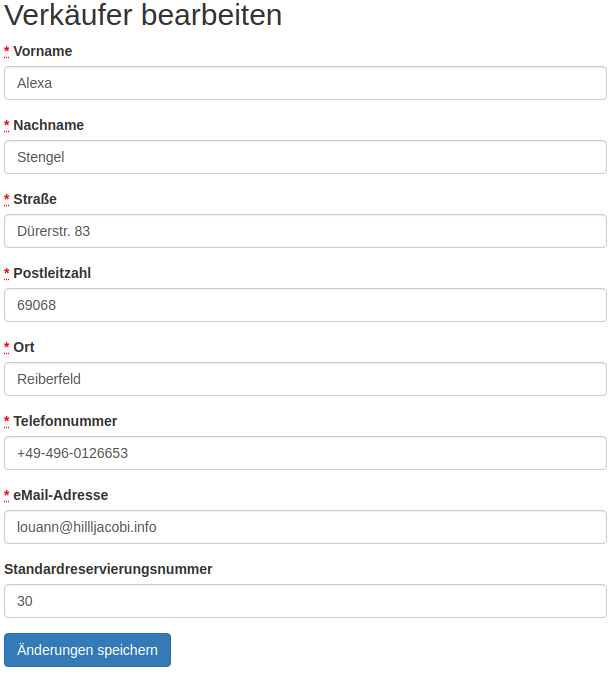 Verkäufer bearbeiten
* Vorname
Alexa
* Nachname
Stengel
* Straße
Dürerstr. 83
* Postleitzahl
69068
* Ort
Reiberfeld
* Telefonnummer
+49-496-0126653
* eMail-Adresse
louann@hillljacobi.info
Standardreservierungsnummer
30
Änderungen speichern